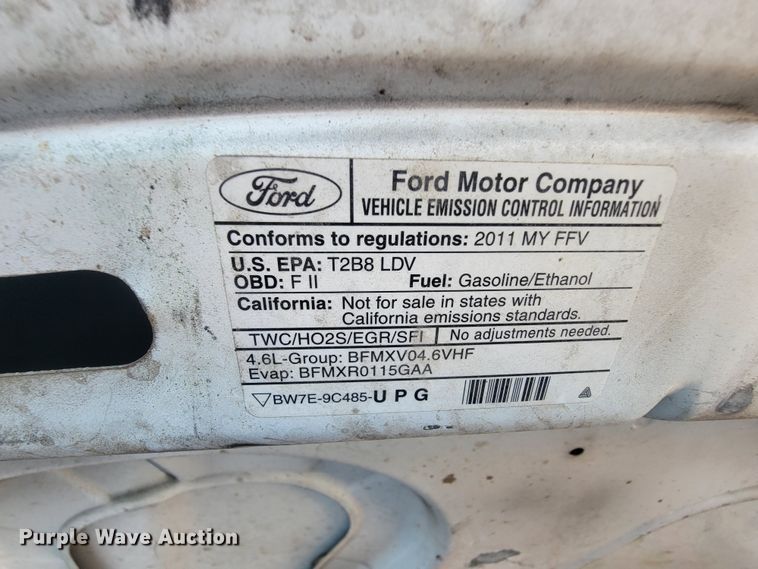 Ford
Ford Motor Company
VEHICLE EMISSION CONTROL INFORMATION
Conforms to regulations: 2011 MY FFV
U.S. EPA: T2B8 LDV
OBD: F II Fuel: Gasoline/Ethanol
California: Not for sale in states with
California emissions standards.
TWC/HO2S/EGR/SFI No adjustments needed.
4.6L-Group: BFMXV04.6VHF
Evap: BFMXR0115GAA
BW7E-9C485-U P G
Purple Wave Auction